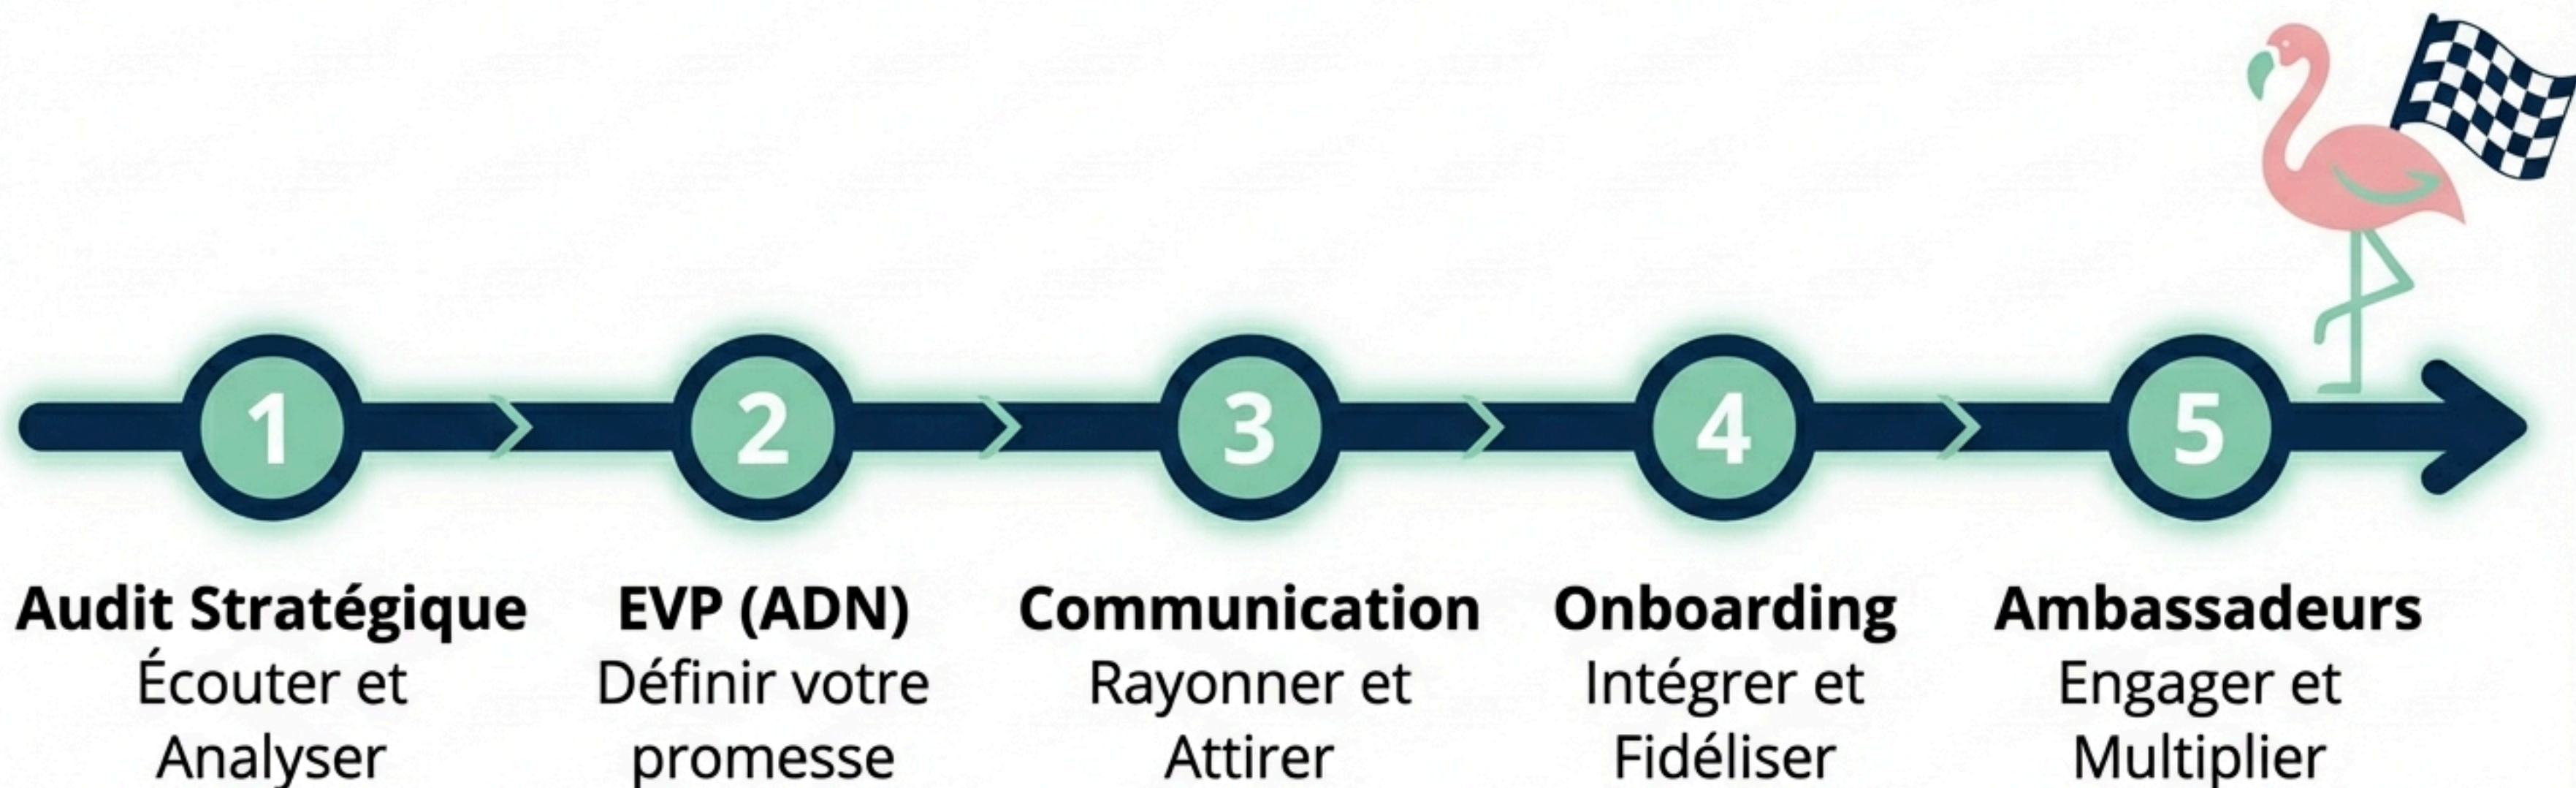 1
2
3
4
5
Audit Stratégique
Écouter et
Analyser
EVP (ADN)
Définir votre
promesse
Communication
Rayonner et
Attirer
Onboarding
Intégrer et
Fidéliser
Ambassadeurs
Engager et
Multiplier